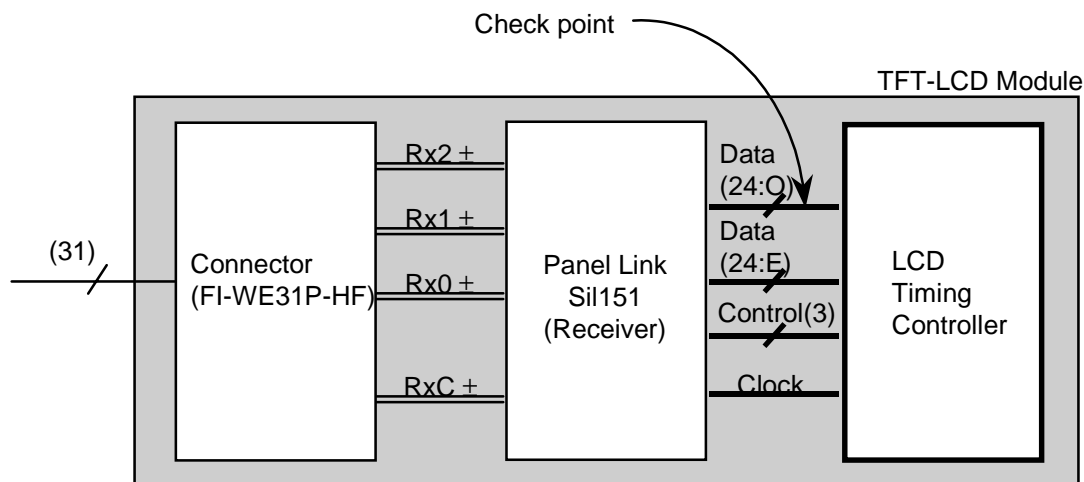 Check point
TFT-LCD Module
(31)
Connector
(FI-WE31P-HF)
Rx2 ±
Rx1 ±
Rx0 ±
RxC ±
Panel Link
Sil151
(Receiver)
Data
(24:O)
Data
(24:E)
Control(3)
Clock
LCD
Timing
Controller